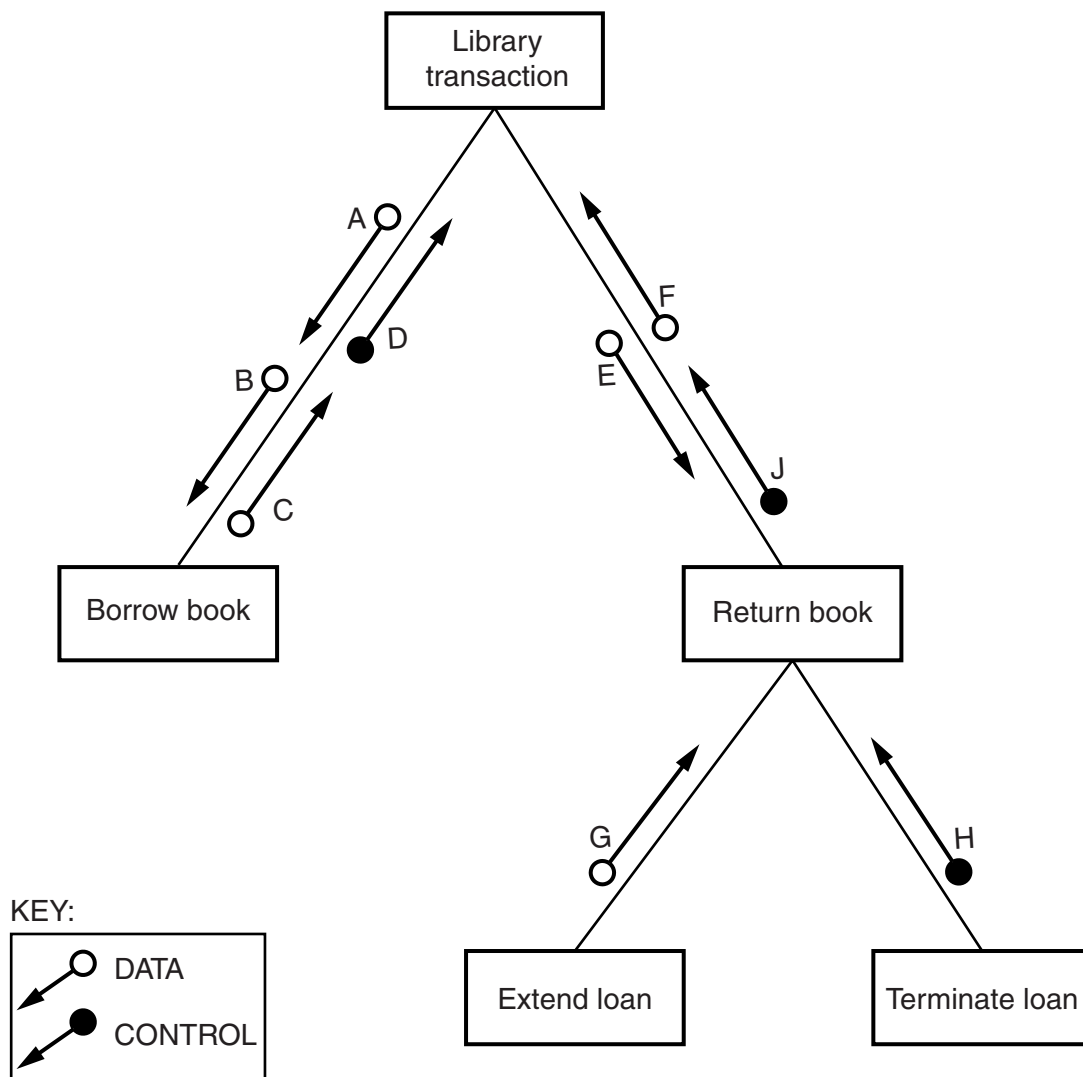 Library
transaction
A
D
B
C
F
E
J
Borrow book
Return book
G
H
KEY:
DATA
CONTROL
Extend loan
Terminate loan